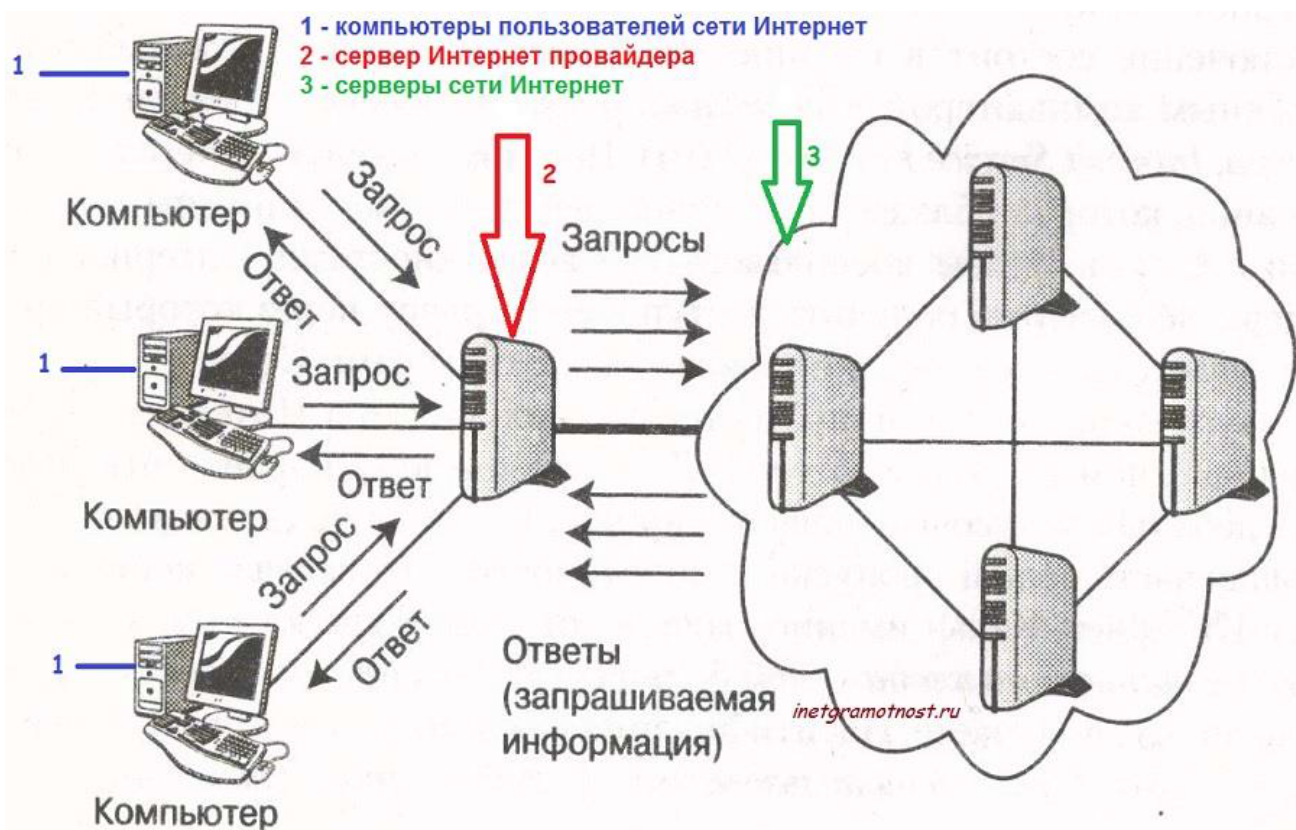 1 - компьютеры пользователей сети Интернет
2 - сервер Интернет провайдера
3 - серверы сети Интернет
1
2
3
Компьютер
Запрос
Ответ
Запросы
1
Запрос
Ответ
Компьютер
Запрос
Ответ
1
Компьютер
Ответы
(запрашиваемая
информация)
inetgramotnost.ru